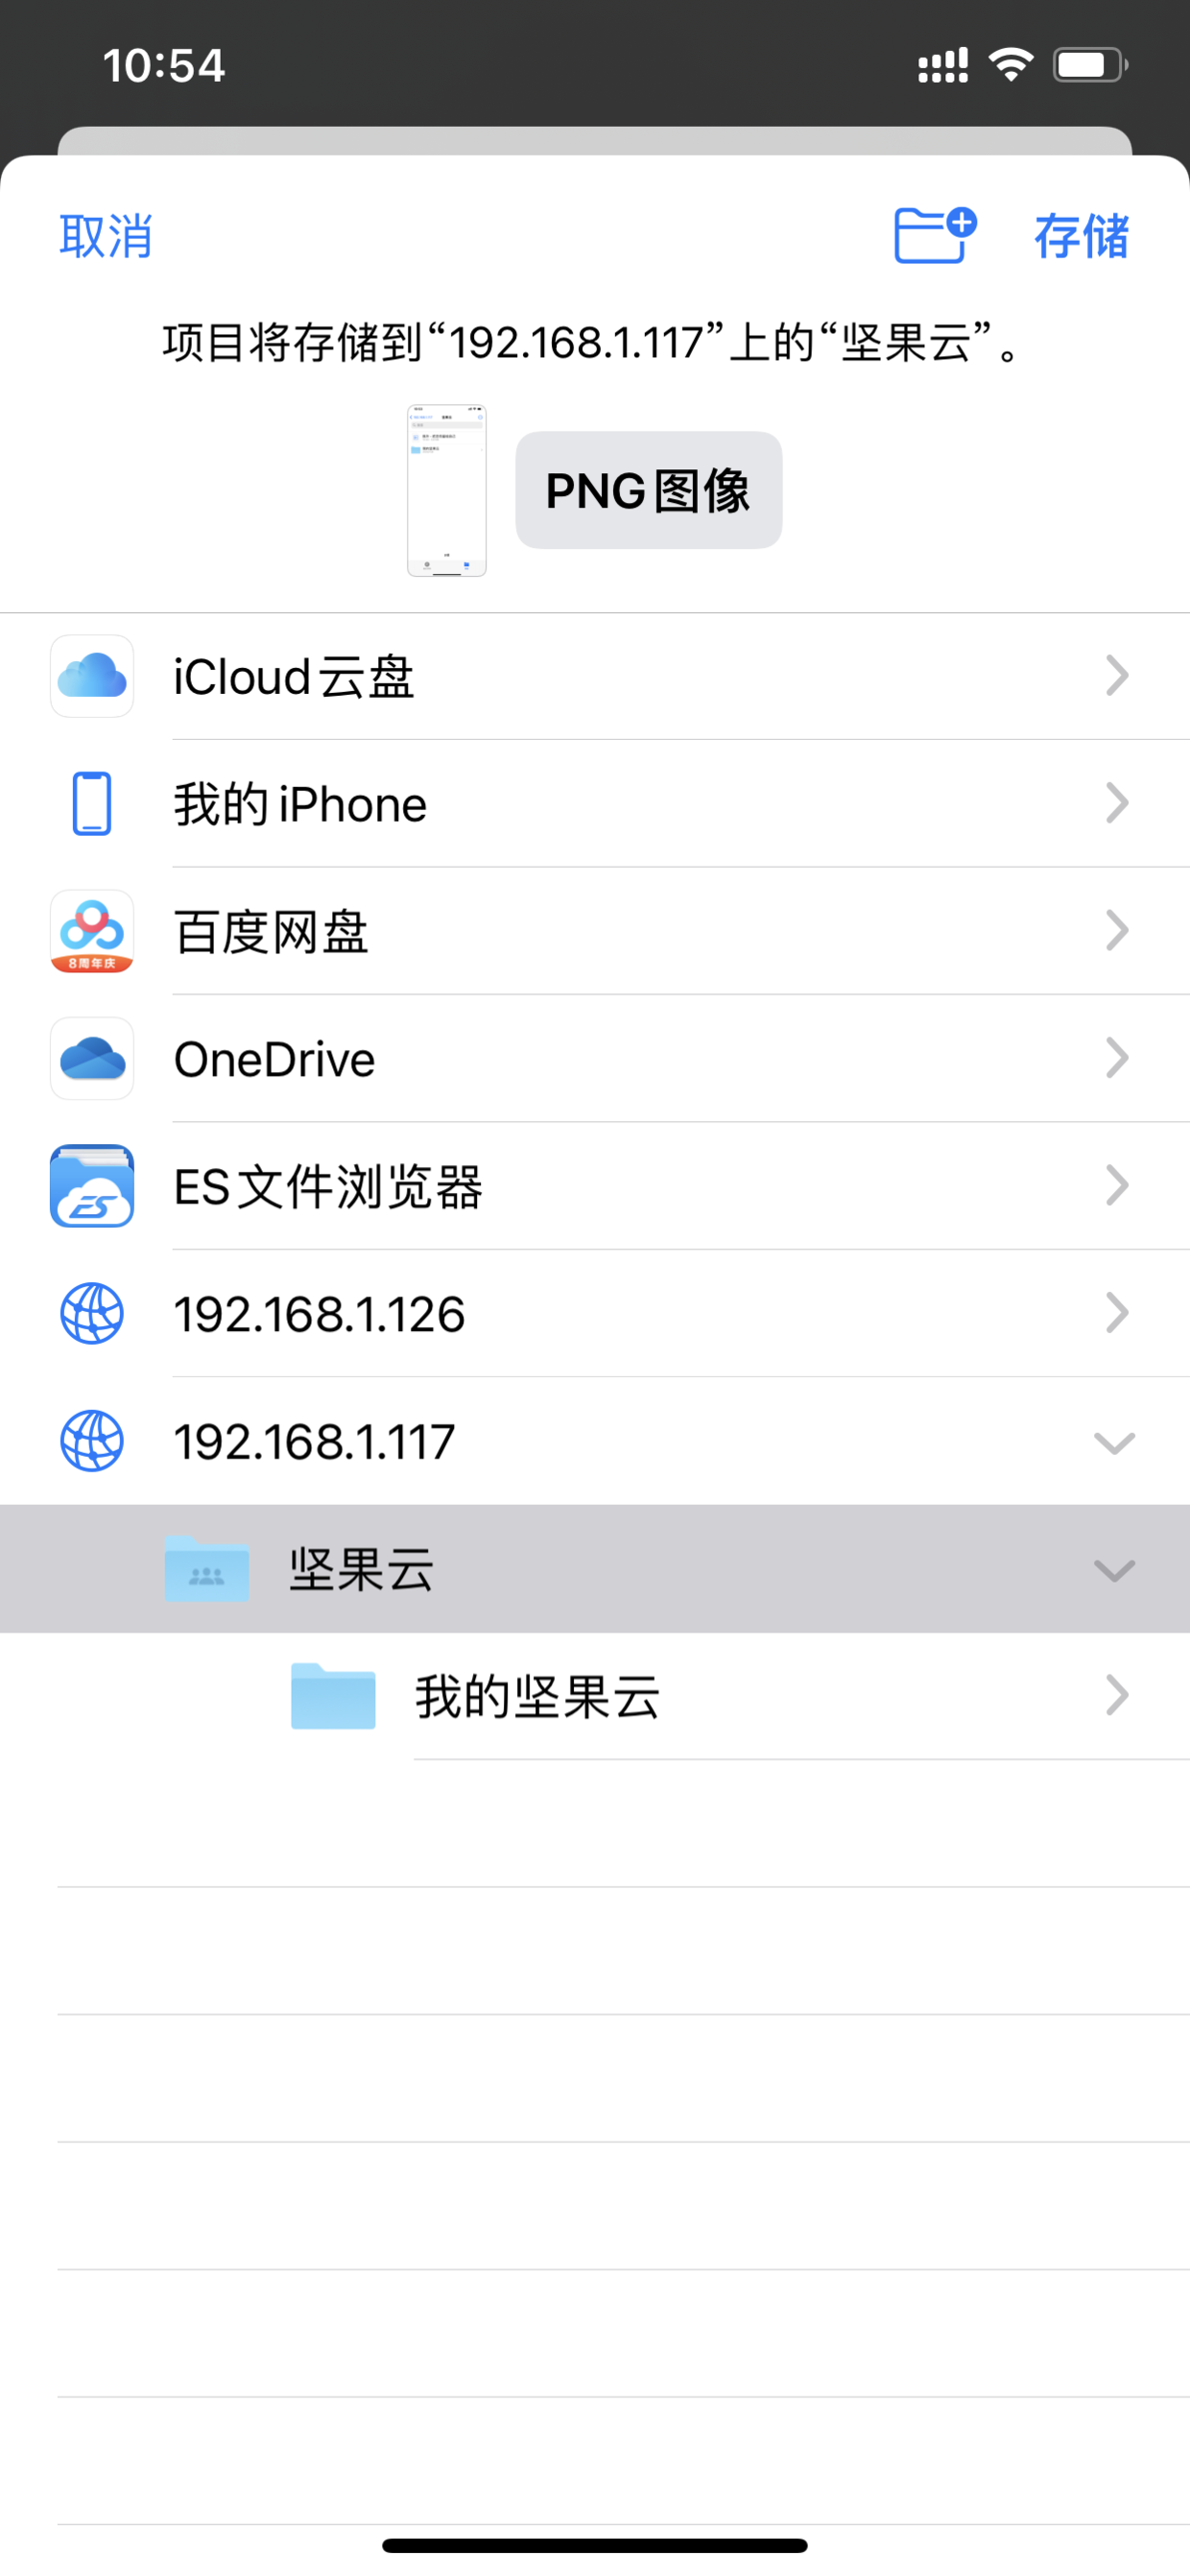 10:54
取消
存储
项目将存储到“192.168.1.117”上的“坚果云”。
PNG图像
iCloud云盘
我的 iPhone
8周年庆
百度网盘
OneDrive
ES
ES文件浏览器
192.168.1.126
192.168.1.117
坚果云
我的坚果云